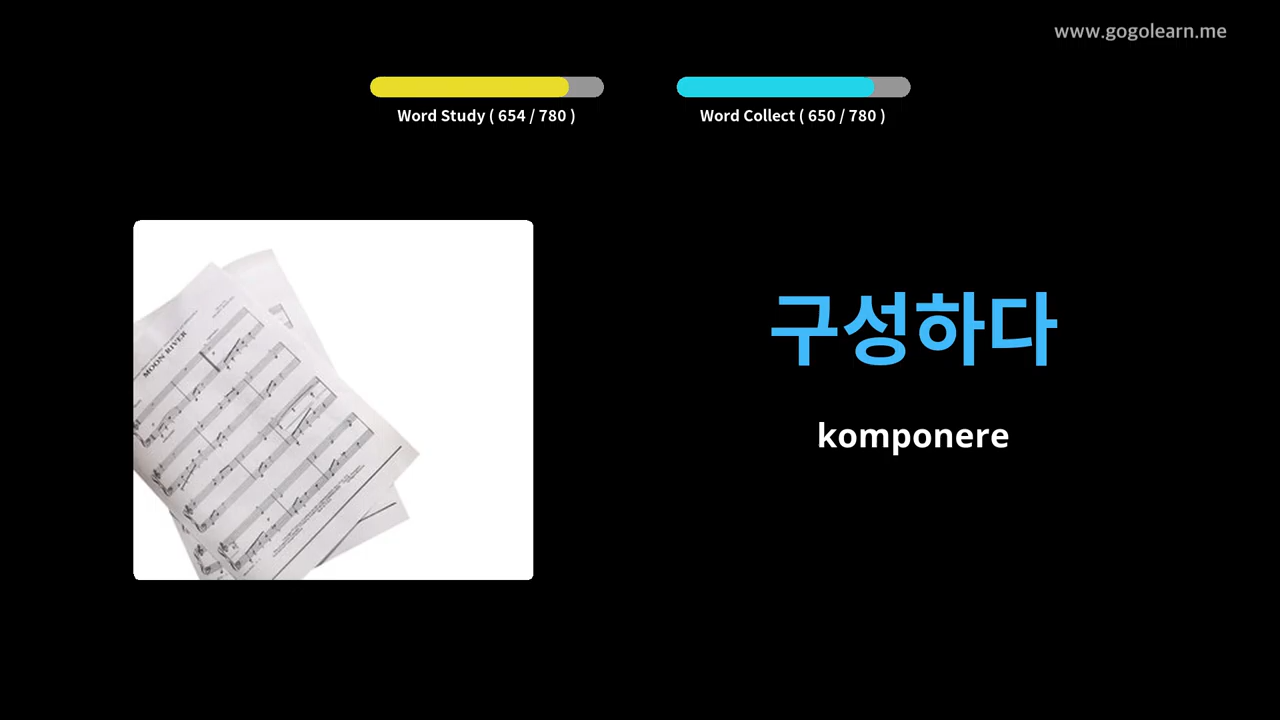 www.gogolearn.me
Word Study ( 654 / 780 )
Word Collect ( 650 / 780 )
MOON RIVER
구성하다
komponere